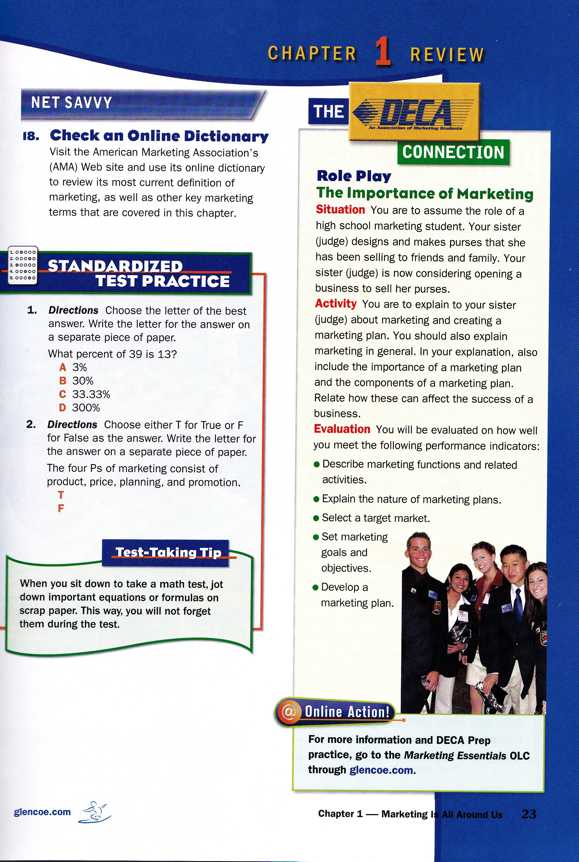 CHAPTER 1 REVIEW
NET SAVVY
18. Check an Online Dictionary
Visit the American Marketing Association's
(AMA) Web site and use its online dictionary
to review its most current definition of
marketing, as well as other key marketing
terms that are covered in this chapter.
STANDARDIZED
TEST PRACTICE
1. Directions Choose the letter of the best
answer. Write the letter for the answer on
a separate piece of paper.
What percent of 39 is 13?
A 3%
B 30%
C 33.33%
D 300%
2. Directions Choose either T for True or F
for False as the answer. Write the letter for
the answer on a separate piece of paper.
The four Ps of marketing consist of
product, price, planning, and promotion.
T
F
Test-Taking Tip
When you sit down to take a math test, jot
down important equations or formulas on
scrap paper. This way, you will not forget
them during the test.
THE DECA
An Association of Marketing Students
CONNECTION
Role Play
The Importance of Marketing
Situation You are to assume the role of a
high school marketing student. Your sister
(judge) designs and makes purses that she
has been selling to friends and family. Your
sister (judge) is now considering opening a
business to sell her purses.
Activity You are to explain to your sister
(judge) about marketing and creating a
marketing plan. You should also explain
marketing in general. In your explanation, also
include the importance of a marketing plan
and the components of a marketing plan.
Relate how these can affect the success of a
business.
Evaluation You will be evaluated on how well
you meet the following performance indicators:
• Describe marketing functions and related
activities.
• Explain the nature of marketing plans.
• Select a target market.
• Set marketing
goals and
objectives.
• Develop a
marketing plan.
@ Online Action!
For more information and DECA Prep
practice, go to the Marketing Essentials OLC
through glencoe.com.
glencoe.com
Chapter 1 — Marketing Is All Around Us 23